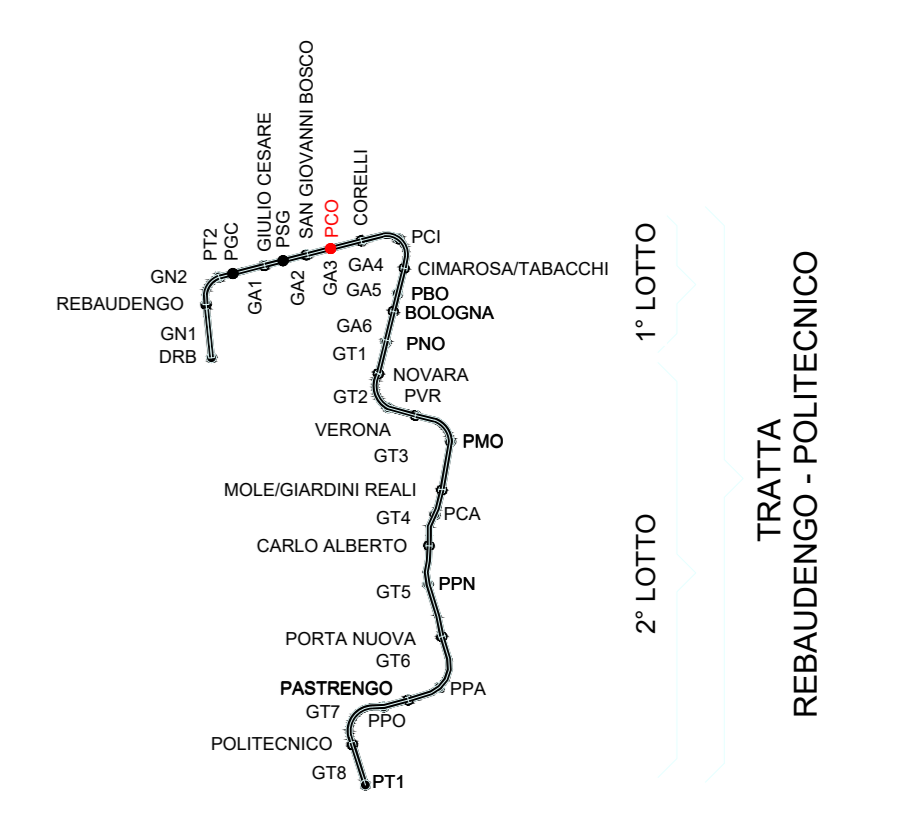 PT2
PGC
GIULIO CESARE
PSG
SAN GIOVANNI BOSCO
PCO
CORELLI
PCI
GN2
GA1
GA2
GA3
GA4
CIMAROSA/TABACCHI
REBAUDENGO
GA5
PBO
BOLOGNA
GN1
GA6
DRB
GT1
PNO
NOVARA
GT2
PVR
VERONA
PMO
GT3
MOLE/GIARDINI REALI
GT4
PCA
CARLO ALBERTO
PPN
GT5
PORTA NUOVA
GT6
PASTRENGO
PPA
GT7
PPO
POLITECNICO
GT8
PT1
1° LOTTO
2° LOTTO
TRATTA
REBAUDENGO - POLITECNICO